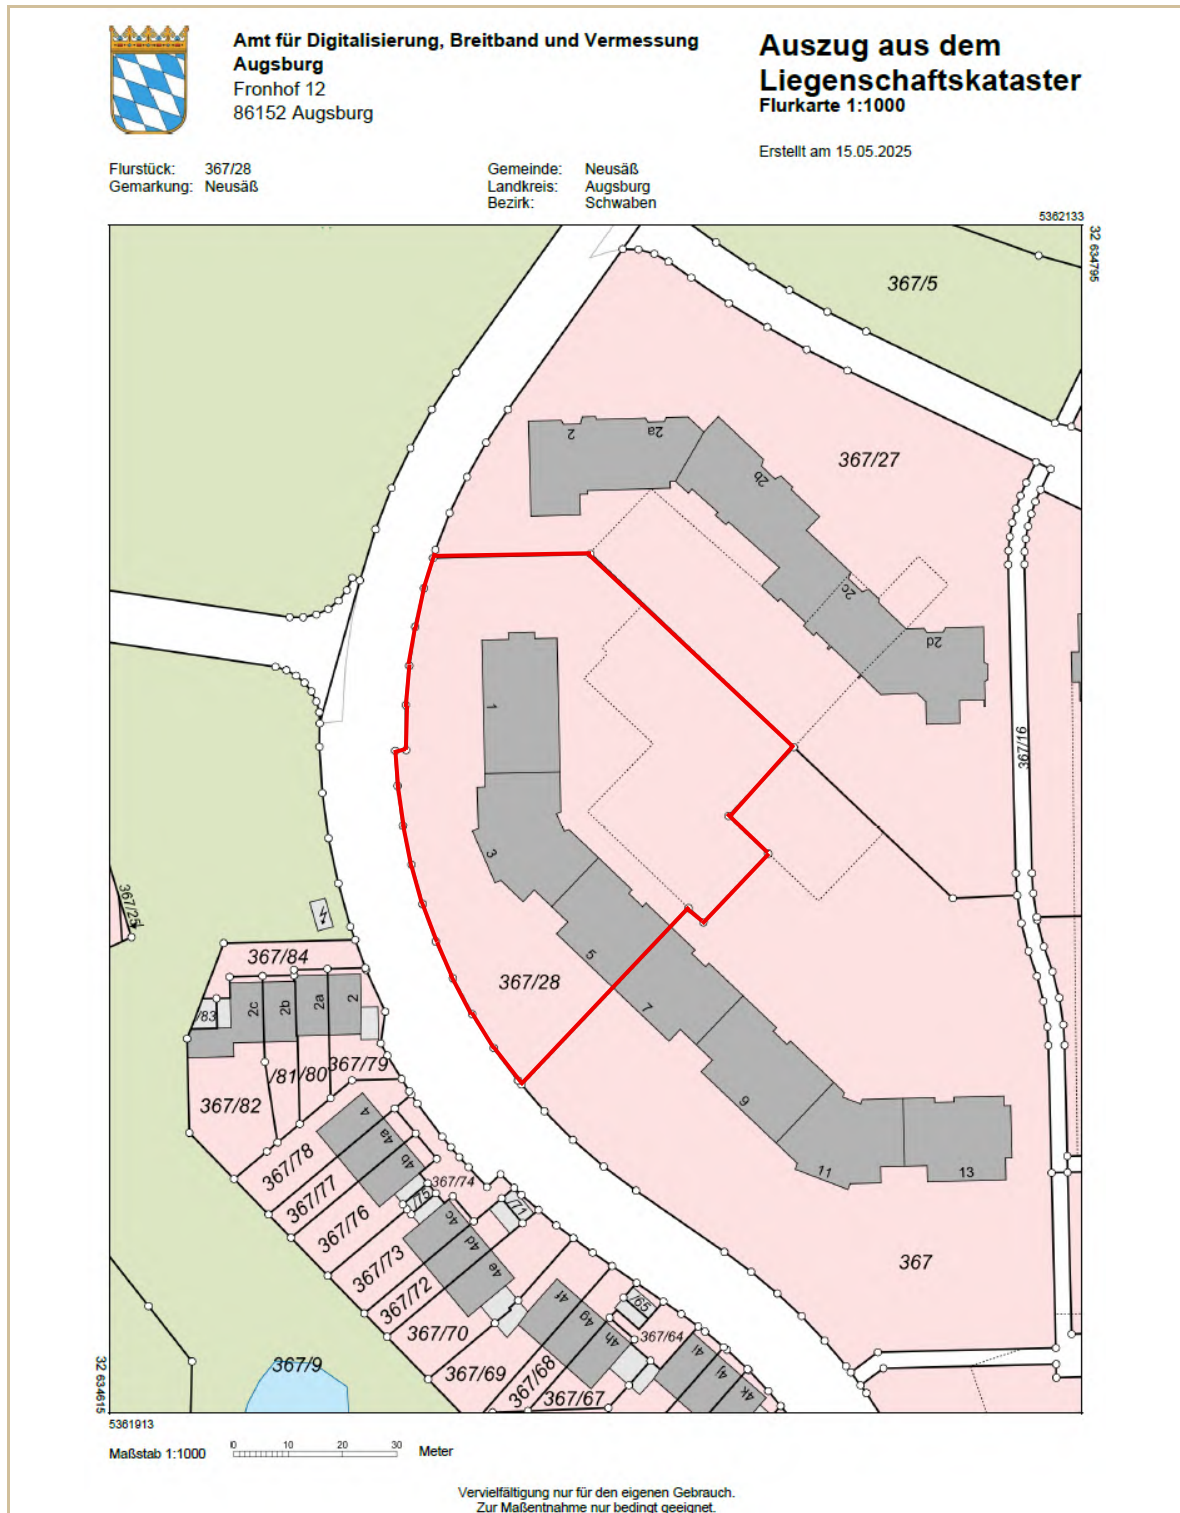 Amt für Digitalisierung, Breitband und Vermessung
Augsburg
Fronhof 12
86152 Augsburg
Auszug aus dem
Liegenschaftskataster
Flurkarte 1:1000
Erstellt am 15.05.2025
Flurstück: 367/28
Gemarkung: Neusäß
Gemeinde: Neusäß
Landkreis: Augsburg
Bezirk: Schwaben
5362133
32 634795
367/5
2
2a
2b
367/27
2c
2d
1
367/16
3
367/25
5
367/28
7
367/84
2c
2b
2a
2
/83
/81
/80
367/79
367/82
9
11
13
4
4a
4b
367/78
367/77
367/76
367/74
/75
/71
4c
4d
4e
367/73
367/72
367/70
367/69
367
4f
4g
4h
/65
367/64
367/68
367/67
4i
4j
4k
367/9
32 634615
5361913
Maßstab 1:1000
0 10 20 30 Meter
Vervielfältigung nur für den eigenen Gebrauch.
Zur Maßentnahme nur bedingt geeignet.